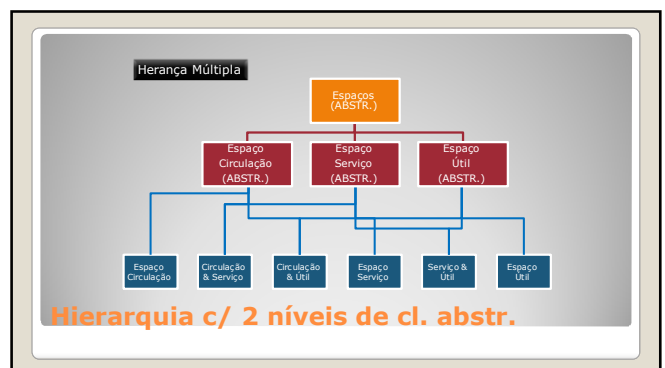 Herança Múltipla
Espaços
(ABSTR.)
Espaço
Circulação
(ABSTR.)
Espaço
Serviço
(ABSTR.)
Espaço
Útil
(ABSTR.)
Espaço
Circulação
Circulação
& Serviço
Circulação
& Útil
Espaço
Serviço
Serviço &
Útil
Espaço
Útil
Hierarquia c/ 2 níveis de cl. abstr.